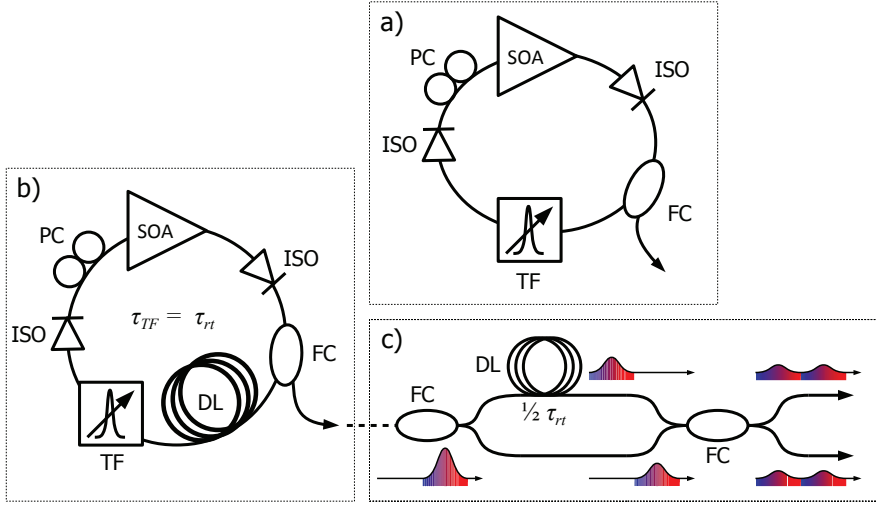 a)
PC
SOA
ISO
ISO
FC
TF
b)
PC
SOA
ISO
ISO
τTF = τrt
FC
DL
TF
c)
DL
FC
½ τrt
FC